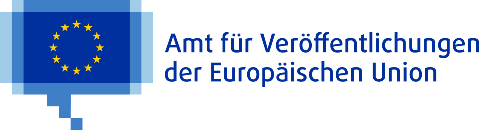 Amt für Veröffentlichungen
der Europäischen Union